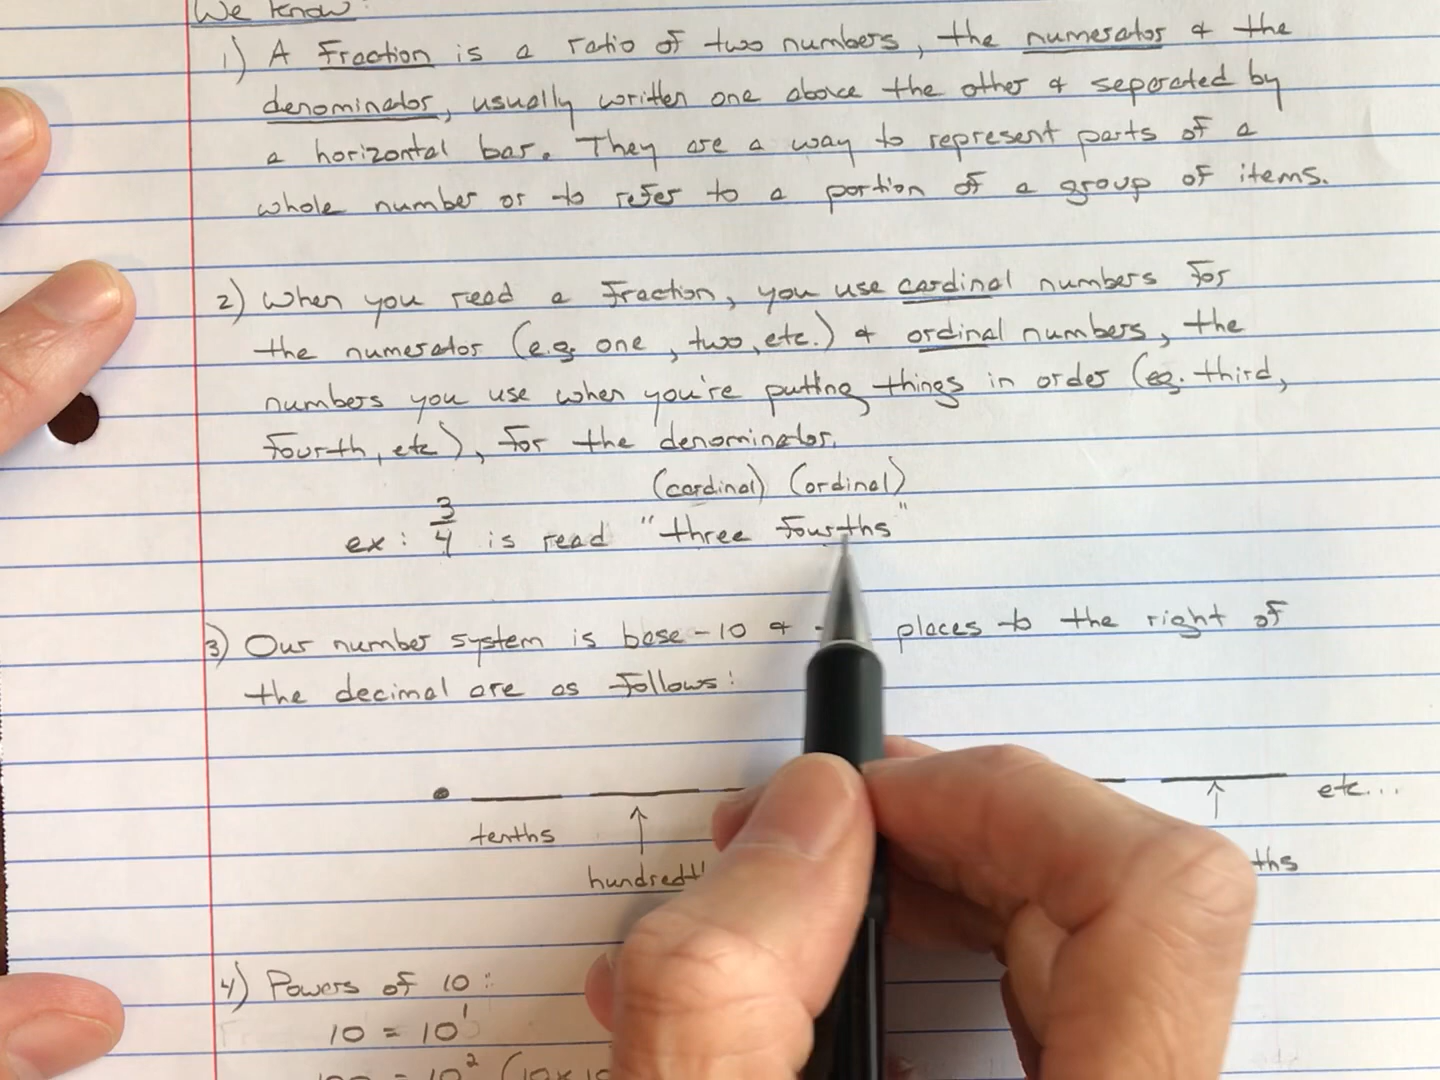 We know:
1) A fraction is a ratio of two numbers, the numerator & the
denominator, usually written one above the other & seperated by
a horizontal bar. They are a way to represent parts of a
whole number or to refer to a portion of a group of items.
2) When you read a fraction, you use cardinal numbers for
the numerator (e.g. one, two, etc.) & ordinal numbers, the
numbers you use when you're putting things in order (eg. third,
fourth, etc), for the denominator.
(cardinal) (ordinal)
ex: 3/4 is read "three fourths"
3) Our number system is base-10 & places to the right of
the decimal are as follows:
etc...
tenths
ths
4) Powers of 10:
10 = 10¹
10² (10x10